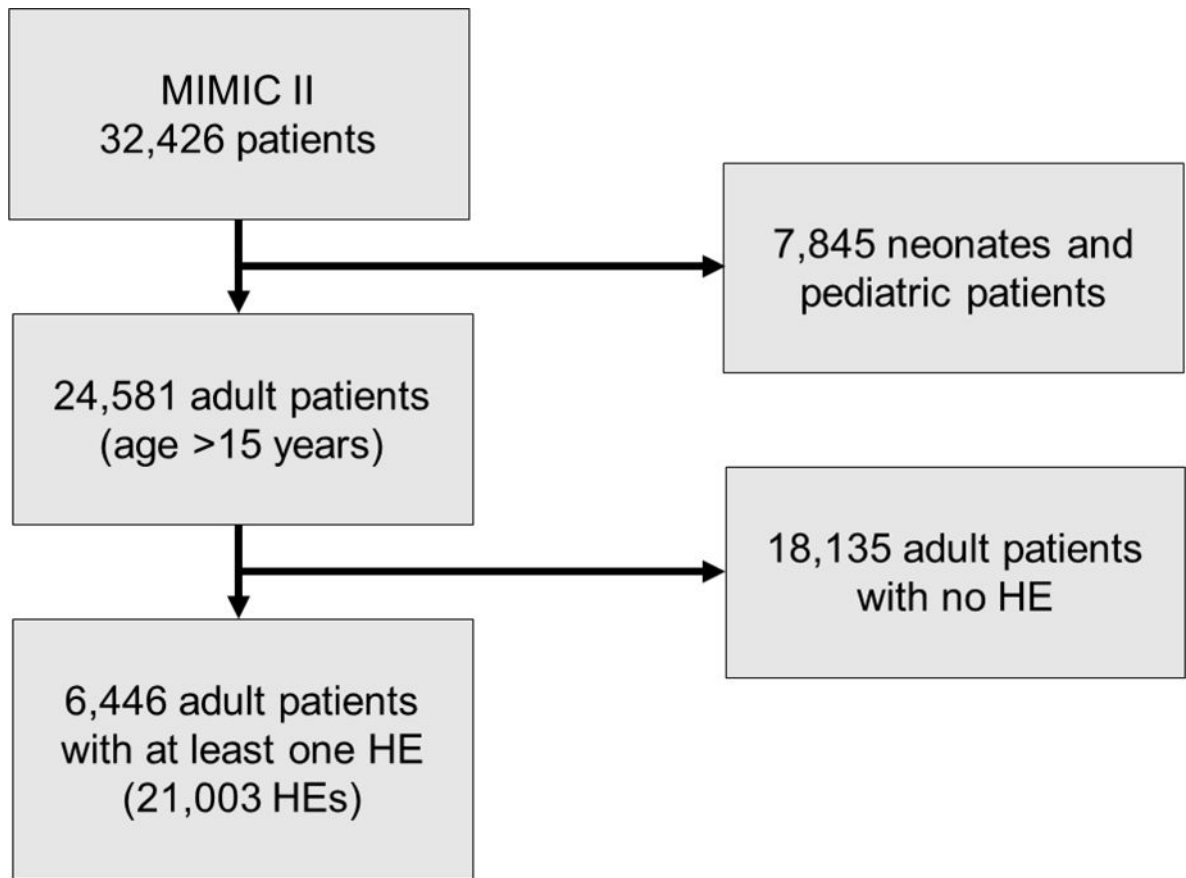 MIMIC II
32,426 patients
7,845 neonates and
pediatric patients
24,581 adult patients
(age >15 years)
18,135 adult patients
with no HE
6,446 adult patients
with at least one HE
(21,003 HEs)